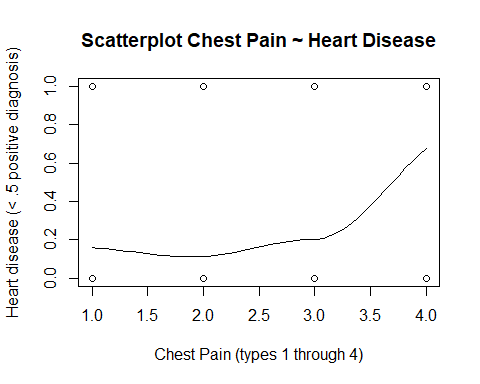 Scatterplot Chest Pain ~ Heart Disease
Heart disease (< .5 positive diagnosis)
1.0
0.8
0.6
0.4
0.2
0.0
1.0 1.5 2.0 2.5 3.0 3.5 4.0
Chest Pain (types 1 through 4)